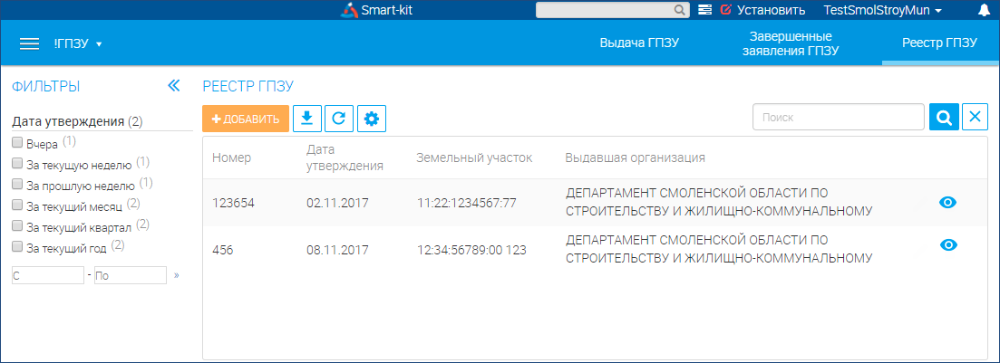 Smart-kit
Установить
TestSmolStroyMun
!ГПЗУ
Выдача ГПЗУ
Завершенные
заявления ГПЗУ
Реестр ГПЗУ
ФИЛЬТРЫ
Дата утверждения (2)
Вчера (1)
За текущую неделю (1)
За прошлую неделю (1)
За текущий месяц (2)
За текущий квартал (2)
За текущий год (2)
С - По »
РЕЕСТР ГПЗУ
+ ДОБАВИТЬ
Поиск
Номер
Дата
утверждения
Земельный участок
Выдавшая организация
123654 02.11.2017 11:22:1234567:77 ДЕПАРТАМЕНТ СМОЛЕНСКОЙ ОБЛАСТИ ПО
СТРОИТЕЛЬСТВУ И ЖИЛИЩНО-КОММУНАЛЬНОМУ
456 08.11.2017 12:34:56789:00 123 ДЕПАРТАМЕНТ СМОЛЕНСКОЙ ОБЛАСТИ ПО
СТРОИТЕЛЬСТВУ И ЖИЛИЩНО-КОММУНАЛЬНОМУ